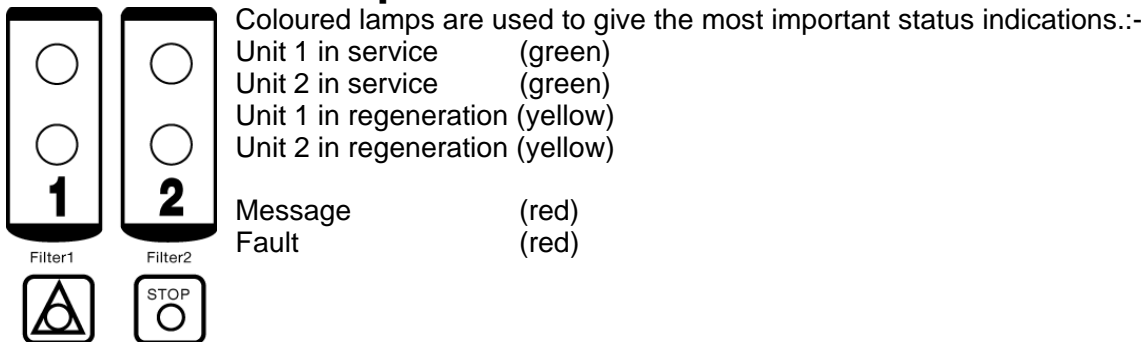 Coloured lamps are used to give the most important status indications.:-
Unit 1 in service (green)
Unit 2 in service (green)
Unit 1 in regeneration (yellow)
Unit 2 in regeneration (yellow)
Message (red)
Fault (red)
1 2
Filter1 Filter2
STOP